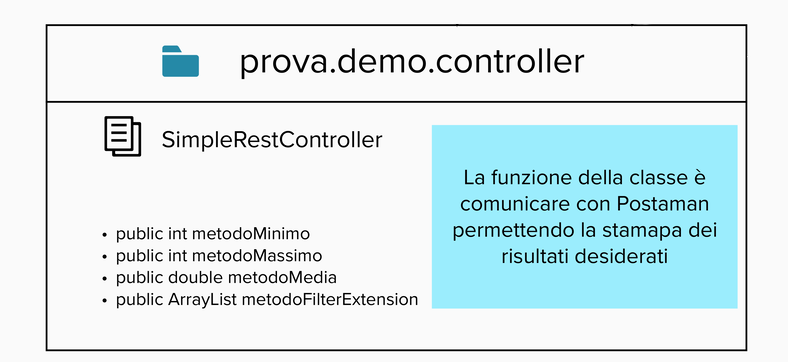 prova.demo.controller
SimpleRestController
• public int metodoMinimo
• public int metodoMassimo
• public double metodoMedia
• public ArrayList metodoFilterExtension
La funzione della classe è
comunicare con Postaman
permettendo la stamapa dei
risultati desiderati